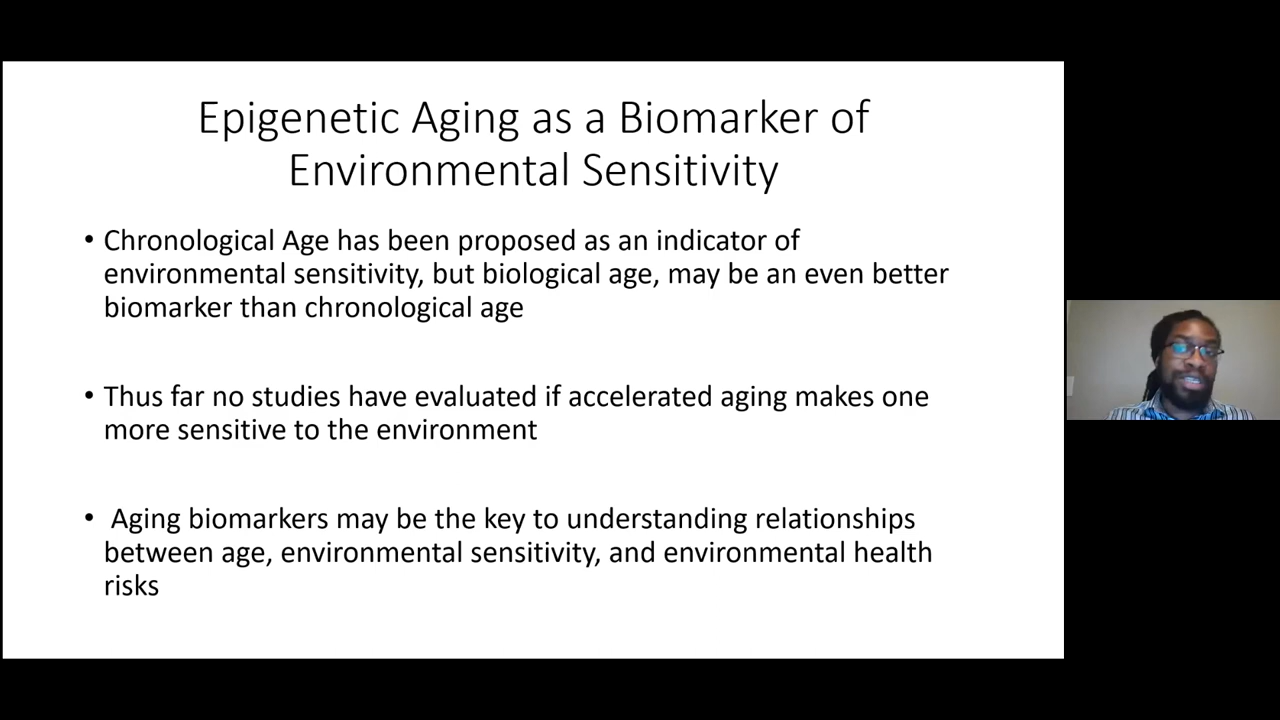 Epigenetic Aging as a Biomarker of
Environmental Sensitivity
• Chronological Age has been proposed as an indicator of
environmental sensitivity, but biological age, may be an even better
biomarker than chronological age
• Thus far no studies have evaluated if accelerated aging makes one
more sensitive to the environment
• Aging biomarkers may be the key to understanding relationships
between age, environmental sensitivity, and environmental health
risks